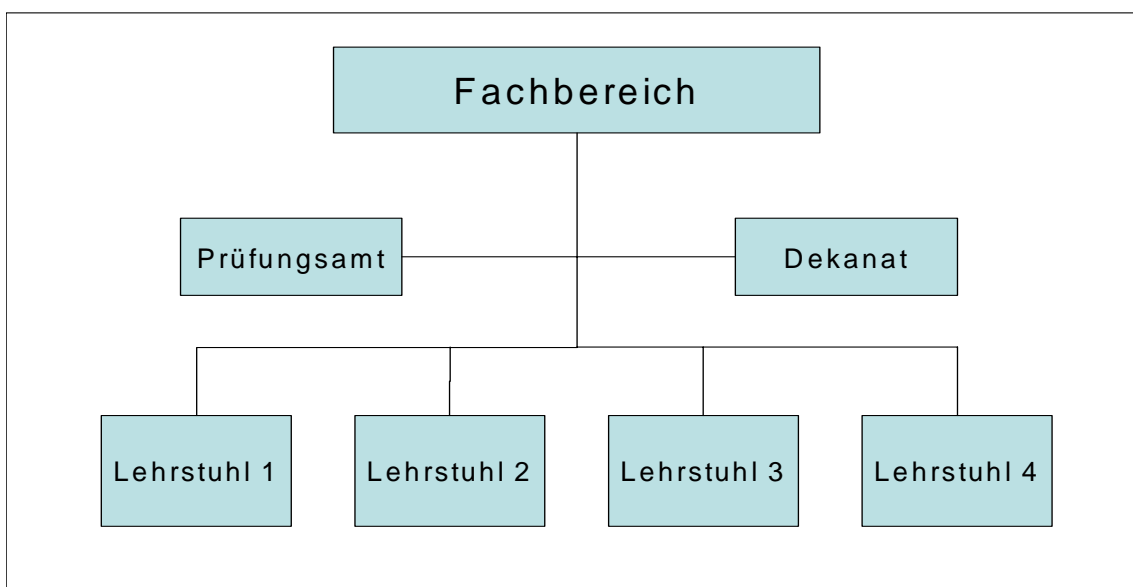 Fachbereich
Prüfungsamt
Dekanat
Lehrstuhl 1
Lehrstuhl 2
Lehrstuhl 3
Lehrstuhl 4